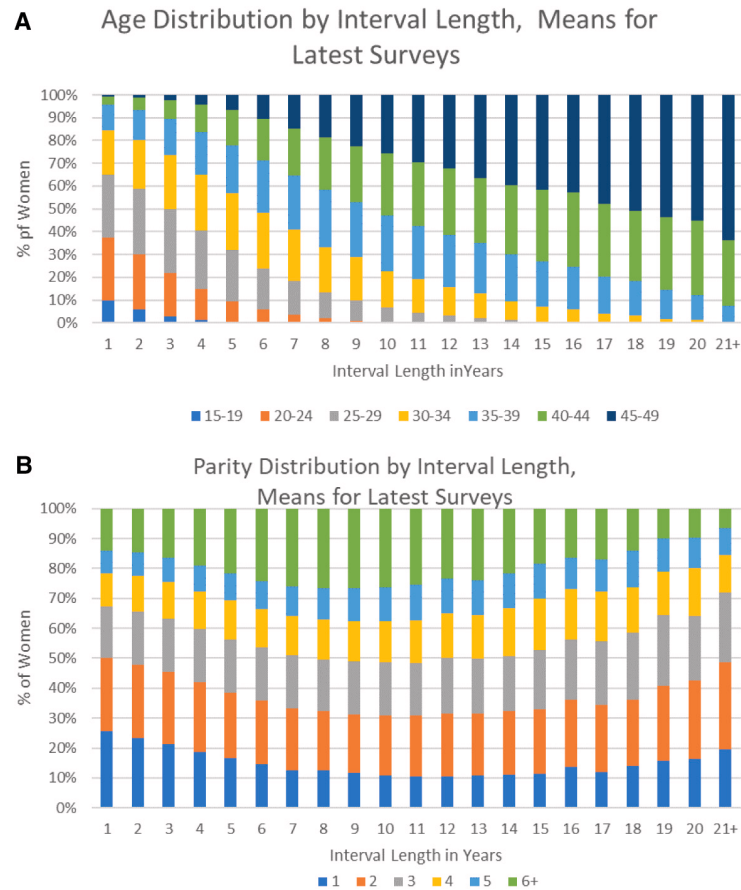 A
Age Distribution by Interval Length, Means for
Latest Surveys
100%
90%
80%
70%
60%
50%
40%
30%
20%
10%
0%
% pf Women
1 2 3 4 5 6 7 8 9 10 11 12 13 14 15 16 17 18 19 20 21+
Interval Length inYears
15-19 20-24 25-29 30-34 35-39 40-44 45-49
B
Parity Distribution by Interval Length,
Means for Latest Surveys
100%
90%
80%
70%
60%
50%
40%
30%
20%
10%
0%
% of Women
1 2 3 4 5 6 7 8 9 10 11 12 13 14 15 16 17 18 19 20 21+
Interval Length in Years
1 2 3 4 5 6+